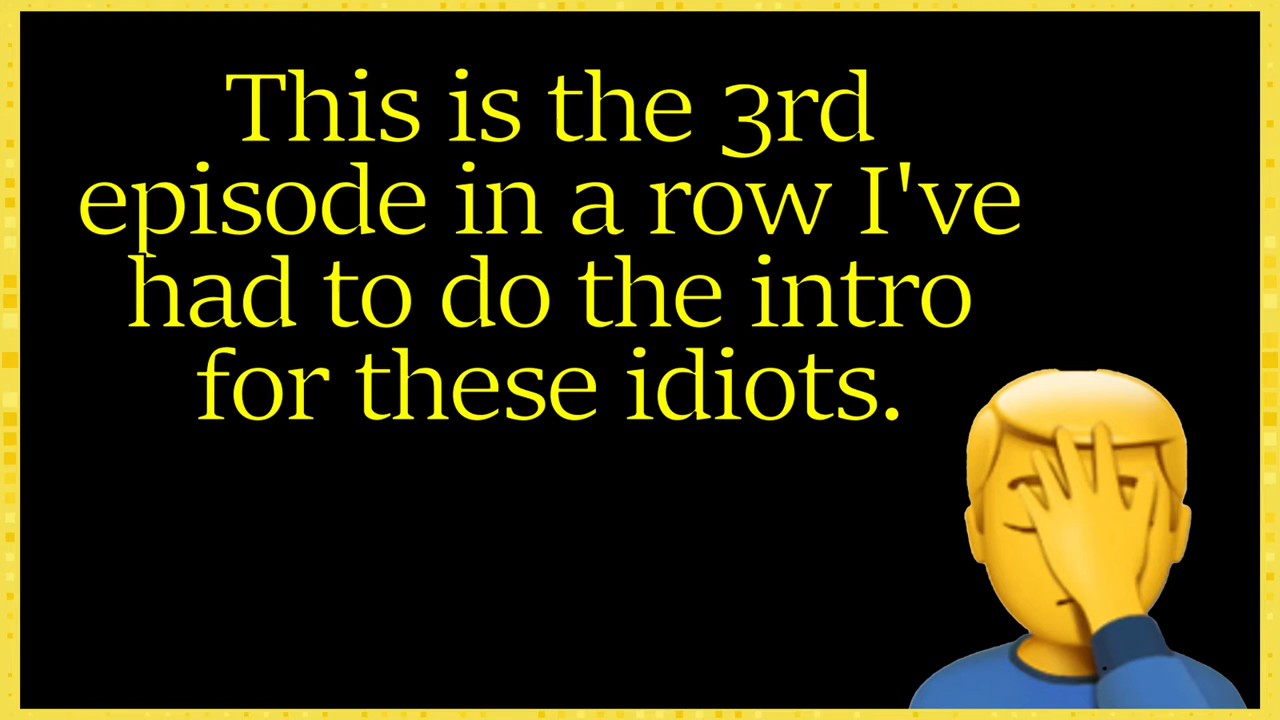 This is the 3rd
episode in a row I've
had to do the intro
for these idiots.